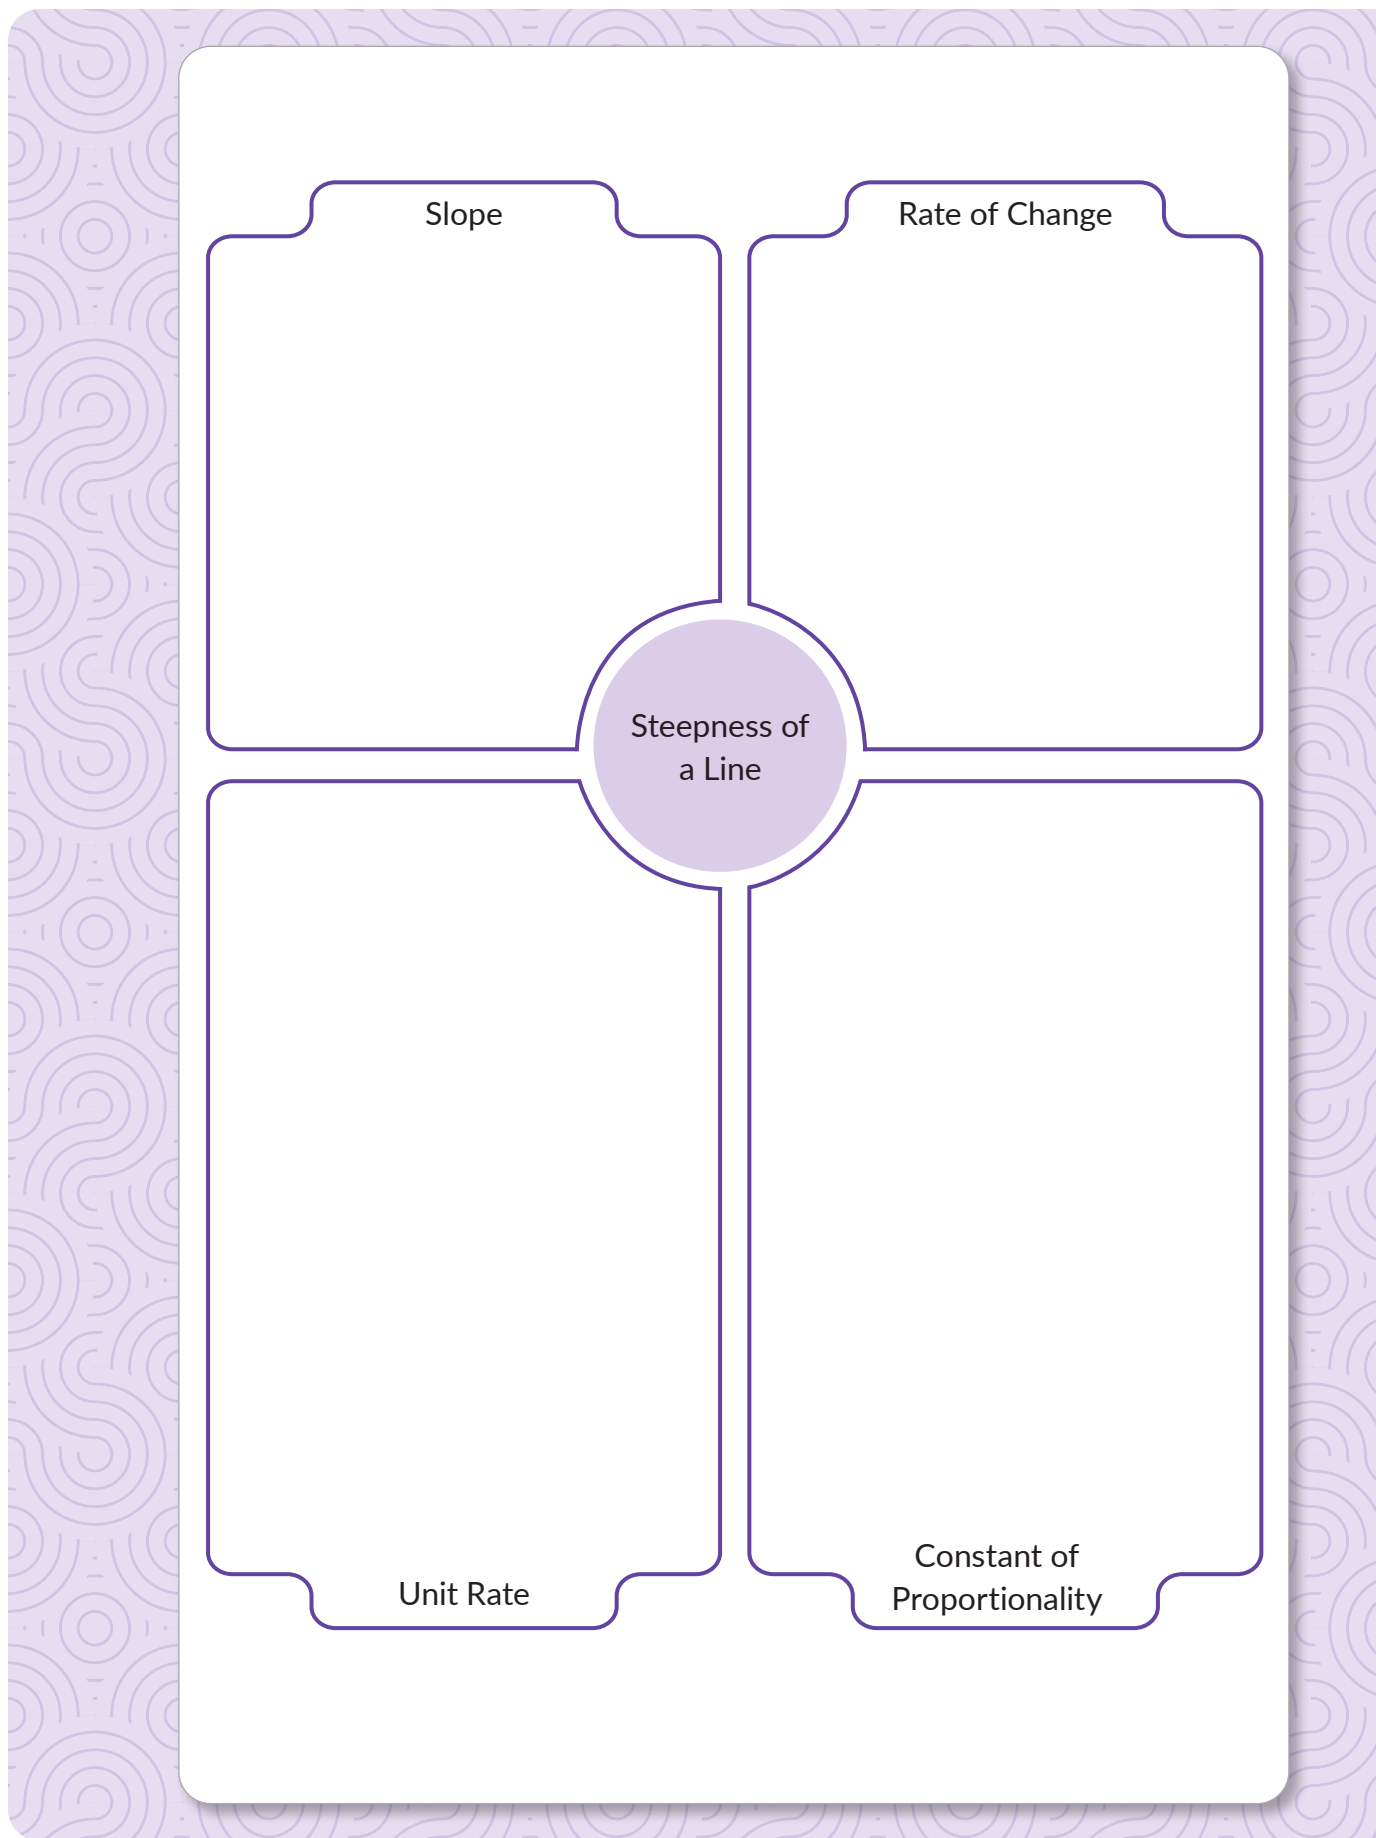 Slope
Rate of Change
Steepness of
a Line
Unit Rate
Constant of
Proportionality